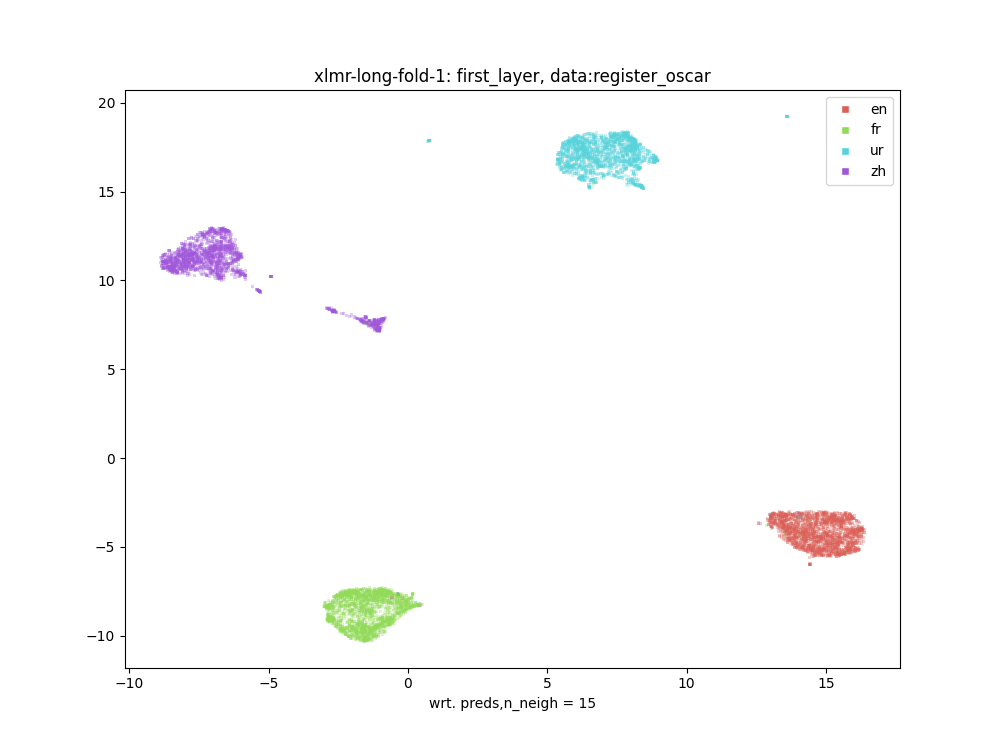 xlmr-long-fold-1: first_layer, data:register_oscar
20
15
10
5
0
−5
−10
−10
−5
0
5
10
15
wrt. preds,n_neigh = 15
en
fr
ur
zh